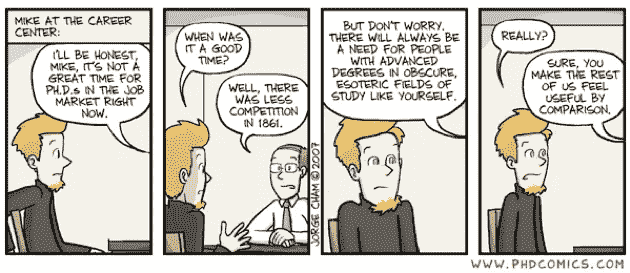 MIKE AT THE CAREER
CENTER:
I'LL BE HONEST,
MIKE, IT'S NOT A
GREAT TIME FOR
PH.D.s IN THE JOB
MARKET RIGHT
NOW.
WHEN WAS
IT A GOOD
TIME?
WELL, THERE
WAS LESS
COMPETITION
IN 1861.
JORGE CHAM © 2007
BUT DON'T WORRY.
THERE WILL ALWAYS BE
A NEED FOR PEOPLE
WITH ADVANCED
DEGREES IN OBSCURE,
ESOTERIC FIELDS OF
STUDY LIKE YOURSELF.
REALLY?
SURE, YOU
MAKE THE REST
OF US FEEL
USEFUL BY
COMPARISON.
WWW.PHDCOMICS.COM